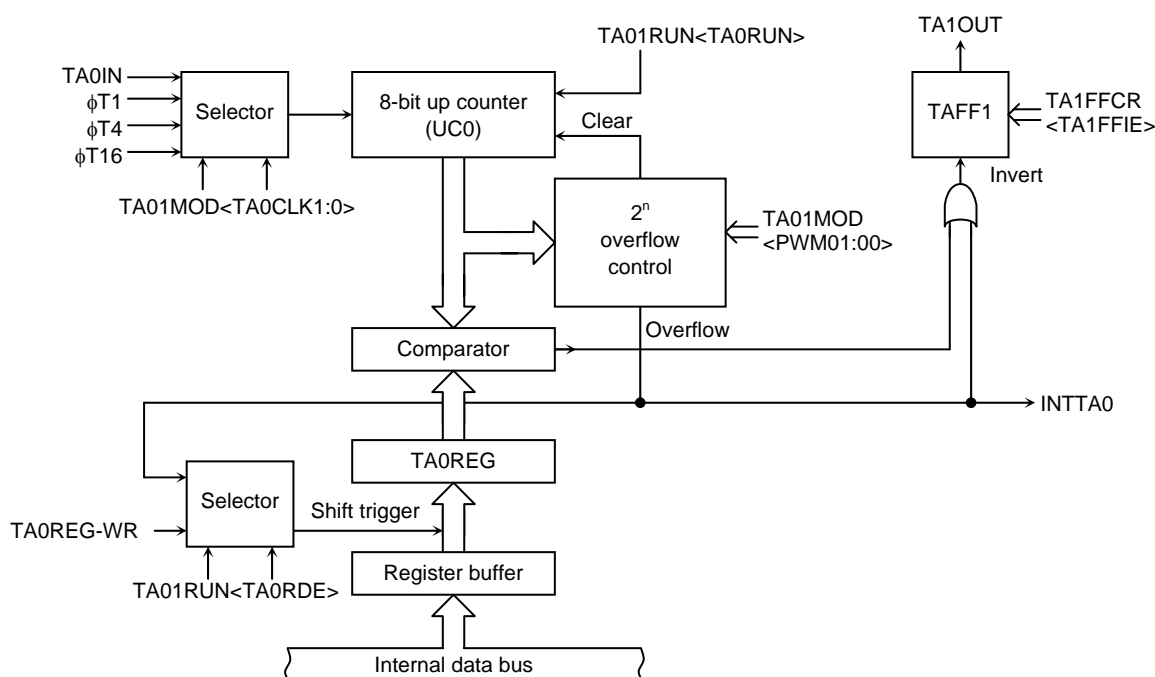 TA1OUT
TA01RUN<TA0RUN>
TA0IN
ϕT1
ϕT4
ϕT16
Selector
8-bit up counter
(UC0)
Clear
TAFF1
TA1FFCR
<TA1FFIE>
Invert
TA01MOD<TA0CLK1:0>
2ⁿ
overflow
control
TA01MOD
<PWM01:00>
Overflow
Comparator
INTTA0
TA0REG
Selector
Shift trigger
TA0REG-WR
Register buffer
TA01RUN<TA0RDE>
Internal data bus